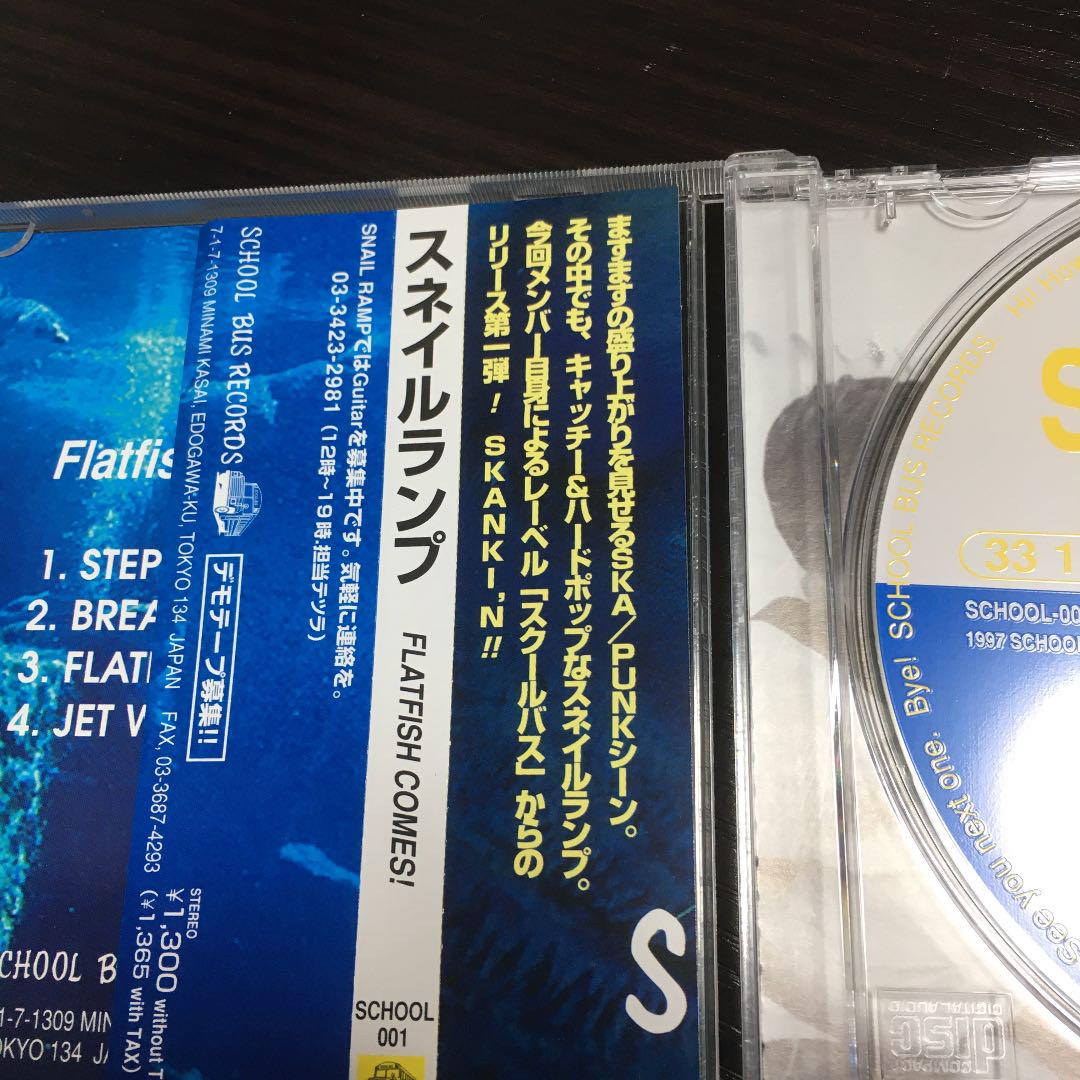 ますますの盛り上がりを見せるSKA/PUNKシーン。
その中でも、キャッチー&ハードポップなスネイルランプ。
今回メンバー自身によるレーベル「スクールバス」からの
リリース第一弾! SKANKI,'N!!
S
スネイルランプ
FLATFISH COMES!
SCHOOL
001
SNAIL RAMPではGuitarを募集中です。気軽に連絡を。
03-3423-2981(12時~19時.担当テツラ)
SCHOOL BUS RECORDS
デモテープ募集!!
7-1-7-1309 MINAMI KASAI, EDOGAWA-KU, TOKYO 134 JAPAN FAX, 03-3687-4293
STEREO
¥1,300 without T
(¥1,365 with TAX)
Flatfis
1. STEP
2. BREA
3. FLATI
4. JET V
CHOOL B
1-7-1309 MIN
OKYO 134 JA
See you next one. Bye! SCHOOL BUS RECORDS. Hi! How
S
33 1
SCHOOL-00
1997 SCHOOL
COMPACT
disc
DIGITAL AUDIO